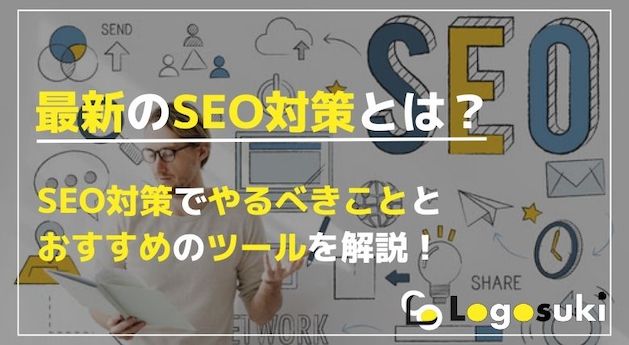 SEND
SEO
最新のSEO対策とは？
SEO対策でやるべきことと
おすすめのツールを解説！
SHARE
Logosuki
NETWORK